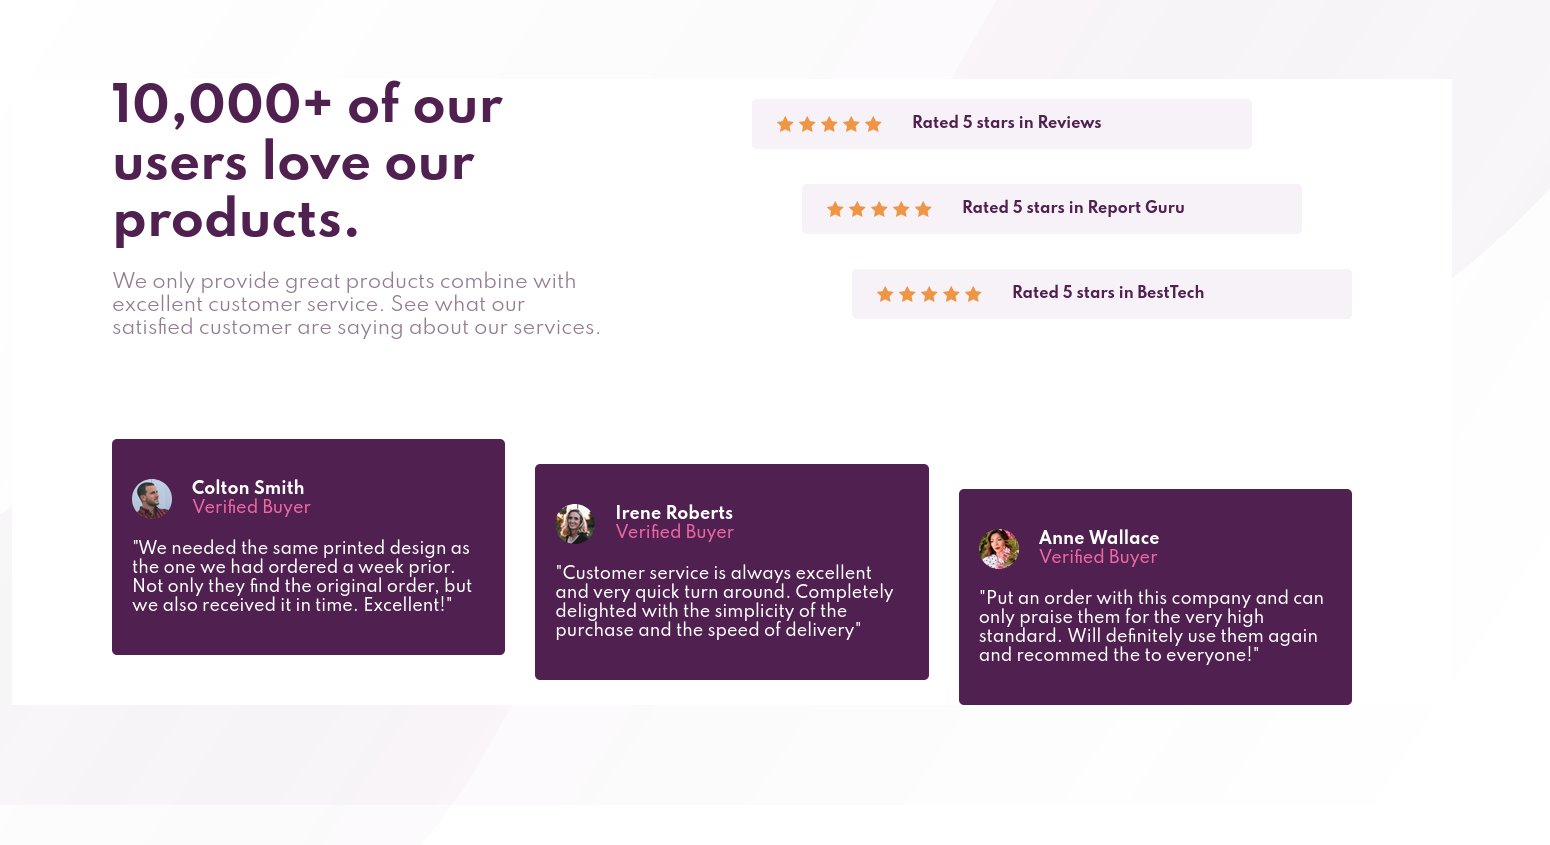 10,000+ of our
users love our
products.
We only provide great products combine with
excellent customer service. See what our
satisfied customer are saying about our services.
Rated 5 stars in Reviews
Rated 5 stars in Report Guru
Rated 5 stars in BestTech
Colton Smith
Verified Buyer
"We needed the same printed design as
the one we had ordered a week prior.
Not only they find the original order, but
we also received it in time. Excellent!"
Irene Roberts
Verified Buyer
"Customer service is always excellent
and very quick turn around. Completely
delighted with the simplicity of the
purchase and the speed of delivery"
Anne Wallace
Verified Buyer
"Put an order with this company and can
only praise them for the very high
standard. Will definitely use them again
and recommed the to everyone!"